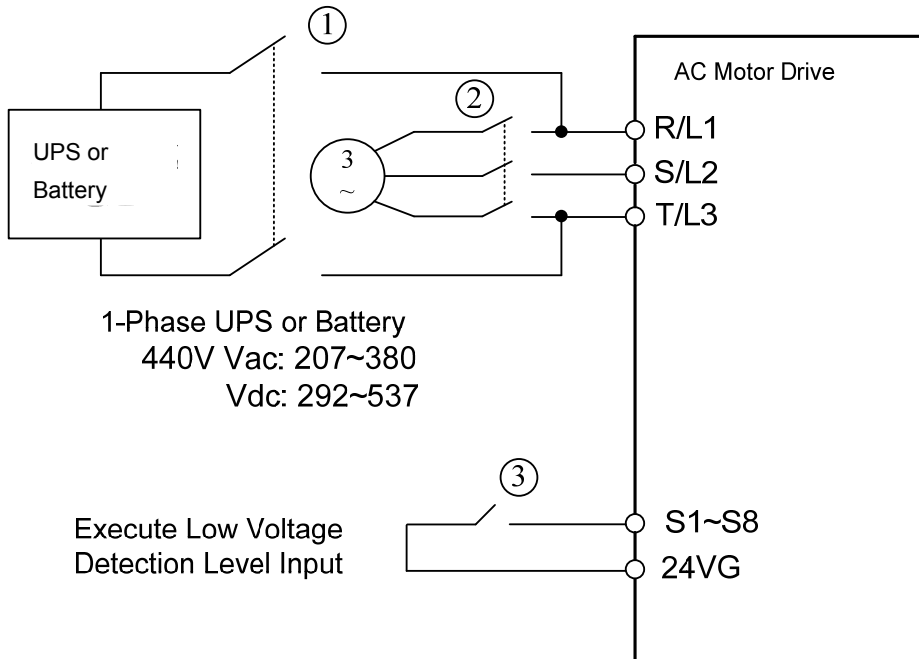 ①
AC Motor Drive
②
R/L1
UPS or
Battery
3
~
S/L2
T/L3
1-Phase UPS or Battery
440V Vac: 207~380
Vdc: 292~537
③
Execute Low Voltage
Detection Level Input
S1~S8
24VG